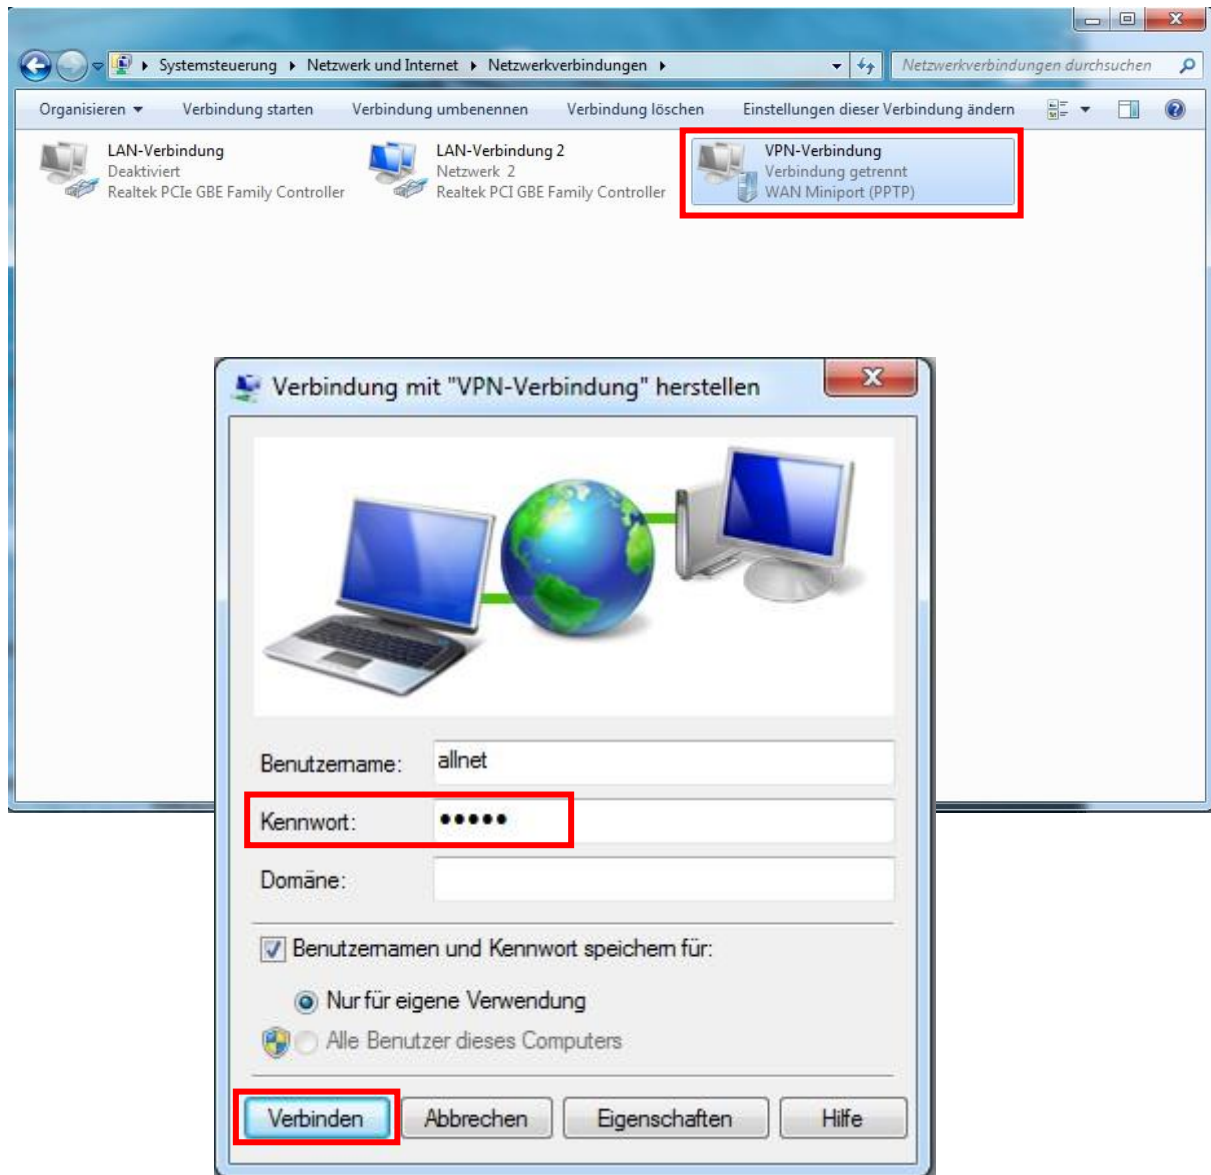 Systemsteuerung Netzwerk und Internet Netzwerkverbindungen Netzwerkverbindungen durchsuchen
Organisieren Verbindung starten Verbindung umbenennen Verbindung löschen Einstellungen dieser Verbindung ändern
LAN-Verbindung
Deaktiviert
Realtek PCIe GBE Family Controller
LAN-Verbindung 2
Netzwerk 2
Realtek PCI GBE Family Controller
VPN-Verbindung
Verbindung getrennt
WAN Miniport (PPTP)
Verbindung mit "VPN-Verbindung" herstellen
Benutzername: allnet
Kennwort: •••••
Domäne:
Benutzernamen und Kennwort speichern für:
Nur für eigene Verwendung
Alle Benutzer dieses Computers
Verbinden Abbrechen Eigenschaften Hilfe